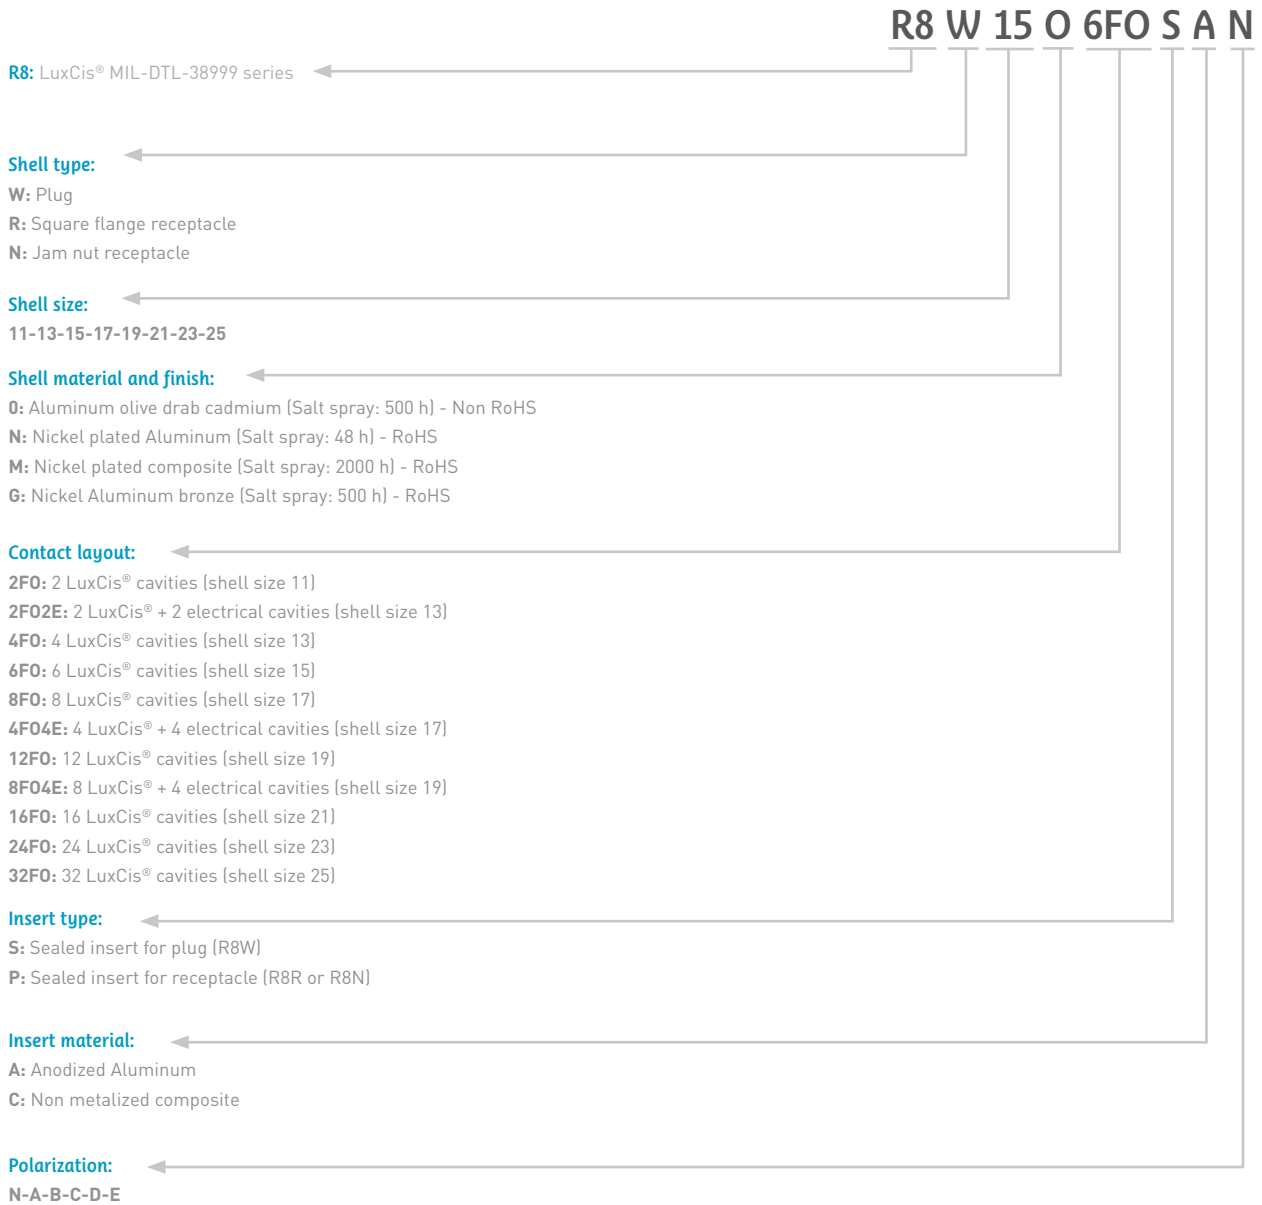 R8 W 15 O 6FO S A N
R8: LuxCis® MIL-DTL-38999 series
Shell type:
W: Plug
R: Square flange receptacle
N: Jam nut receptacle
Shell size:
11-13-15-17-19-21-23-25
Shell material and finish:
0: Aluminum olive drab cadmium (Salt spray: 500 h) - Non RoHS
N: Nickel plated Aluminum (Salt spray: 48 h) - RoHS
M: Nickel plated composite (Salt spray: 2000 h) - RoHS
G: Nickel Aluminum bronze (Salt spray: 500 h) - RoHS
Contact layout:
2FO: 2 LuxCis® cavities (shell size 11)
2FO2E: 2 LuxCis® + 2 electrical cavities (shell size 13)
4FO: 4 LuxCis® cavities (shell size 13)
6FO: 6 LuxCis® cavities (shell size 15)
8FO: 8 LuxCis® cavities (shell size 17)
4FO4E: 4 LuxCis® + 4 electrical cavities (shell size 17)
12FO: 12 LuxCis® cavities (shell size 19)
8FO4E: 8 LuxCis® + 4 electrical cavities (shell size 19)
16FO: 16 LuxCis® cavities (shell size 21)
24FO: 24 LuxCis® cavities (shell size 23)
32FO: 32 LuxCis® cavities (shell size 25)
Insert type:
S: Sealed insert for plug (R8W)
P: Sealed insert for receptacle (R8R or R8N)
Insert material:
A: Anodized Aluminum
C: Non metalized composite
Polarization:
N-A-B-C-D-E